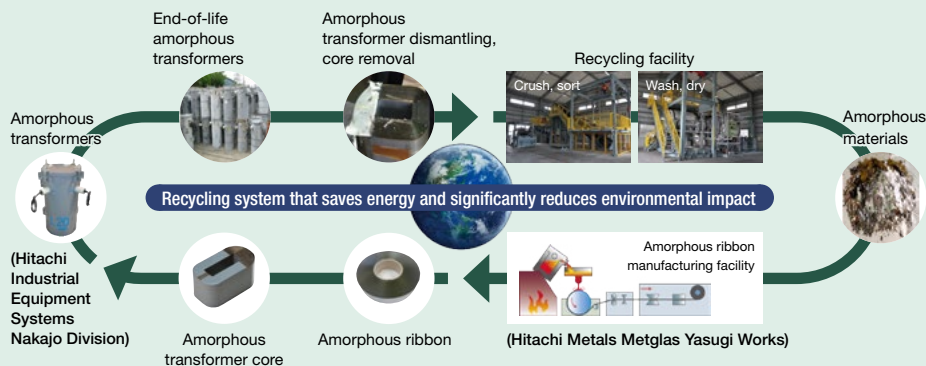 End-of-life
amorphous
transformers
Amorphous
transformer dismantling,
core removal
Recycling facility
Crush, sort
Wash, dry
Amorphous
transformers
Amorphous
materials
Recycling system that saves energy and significantly reduces environmental impact
(Hitachi
Industrial
Equipment
Systems
Nakajo Division)
Amorphous
transformer core
Amorphous ribbon
Amorphous ribbon
manufacturing facility
(Hitachi Metals Metglas Yasugi Works)